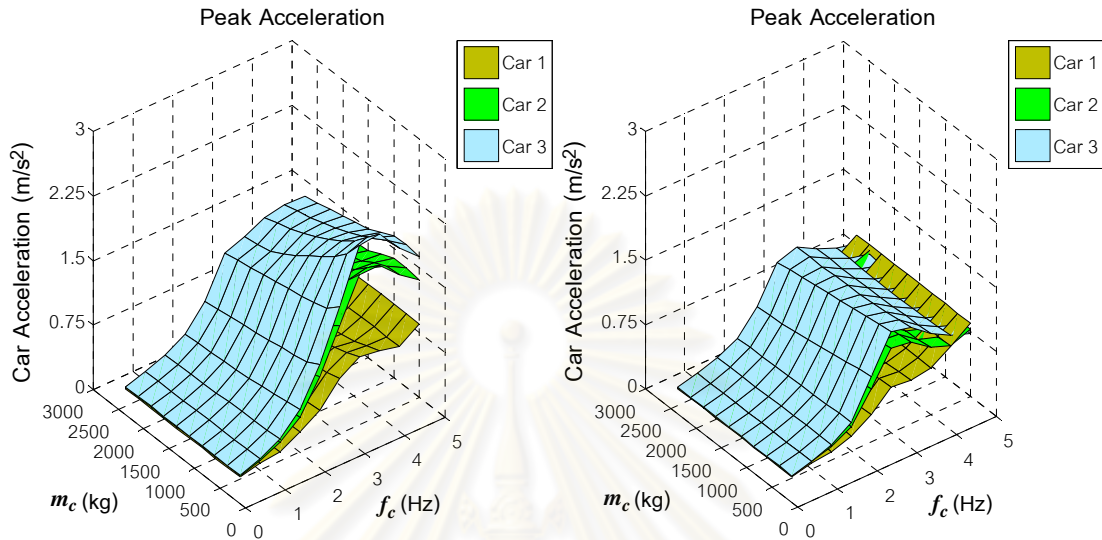 Peak Acceleration
Car 1
Car 2
Car 3
Car Acceleration (m/s²)
3
2.25
1.5
0.75
0
3000
2500
2000
1500
1000
500
0
m_c (kg)
0
1
2
3
4
5
f_c (Hz)
Peak Acceleration
Car 1
Car 2
Car 3
Car Acceleration (m/s²)
3
2.25
1.5
0.75
0
3000
2500
2000
1500
1000
500
0
m_c (kg)
0
1
2
3
4
5
f_c (Hz)